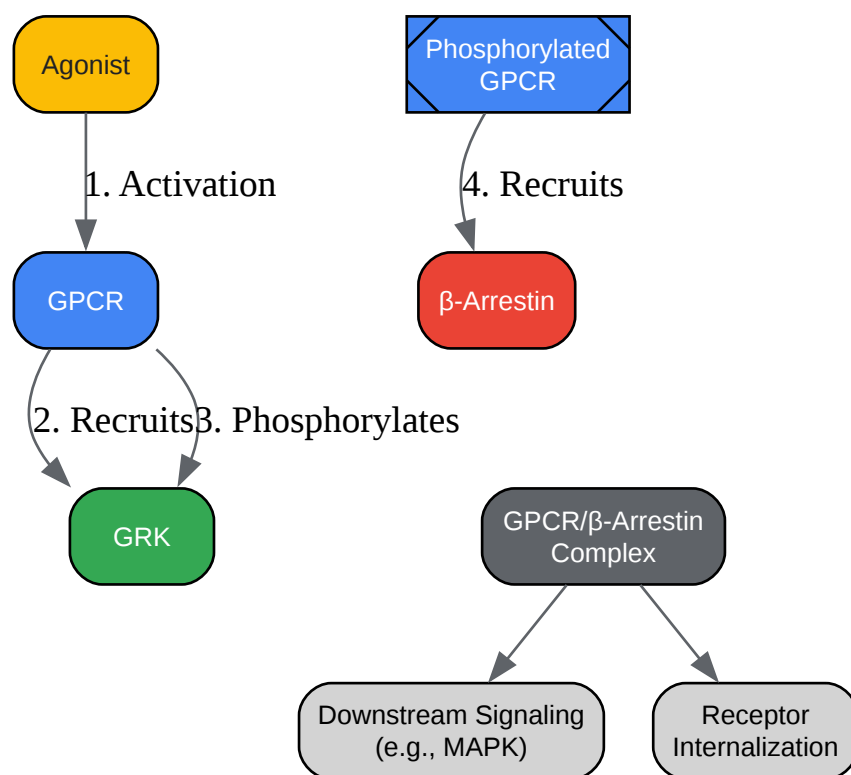 Agonist
Phosphorylated
GPCR
1. Activation
4. Recruits
GPCR
β-Arrestin
2. Recruits
3. Phosphorylates
GRK
GPCR/β-Arrestin
Complex
Downstream Signaling
(e.g., MAPK)
Receptor
Internalization